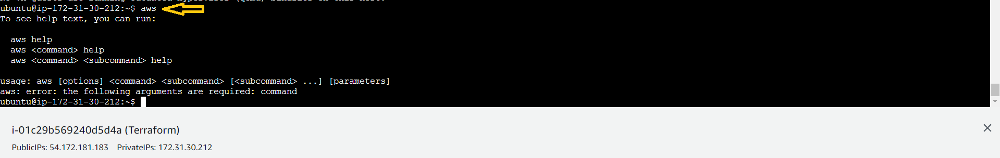 ubuntu@ip-172-31-30-212:~$ aws
To see help text, you can run:
aws help
aws <command> help
aws <command> <subcommand> help
usage: aws [options] <command> <subcommand> [<subcommand> ...] [parameters]
aws: error: the following arguments are required: command
ubuntu@ip-172-31-30-212:~$
i-01c29b569240d5d4a (Terraform)
PublicIPs: 54.172.181.183 PrivateIPs: 172.31.30.212